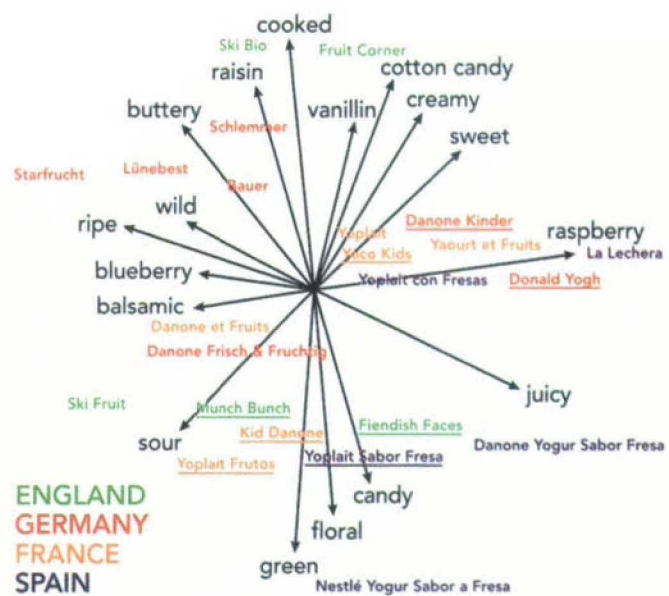 cooked
Ski Bio
Fruit Corner
raisin
cotton candy
buttery
vanillin
creamy
Schlemmer
sweet
Starfrucht
Lünebest
Bauer
wild
Danone Kinder
ripe
Yoplait
raspberry
Yoco Kids
Yaourt et Fruits
La Lechera
blueberry
Yoplait con Fresas
Donald Yogh
balsamic
Danone et Fruits
Danone Frisch & Fruchtig
juicy
Ski Fruit
Munch Bunch
Fiendish Faces
sour
Kid Danone
Danone Yogur Sabor Fresa
Yoplait Frutos
Yoplait Sabor Fresa
candy
ENGLAND
GERMANY
floral
FRANCE
green
SPAIN
Nestlé Yogur Sabor a Fresa